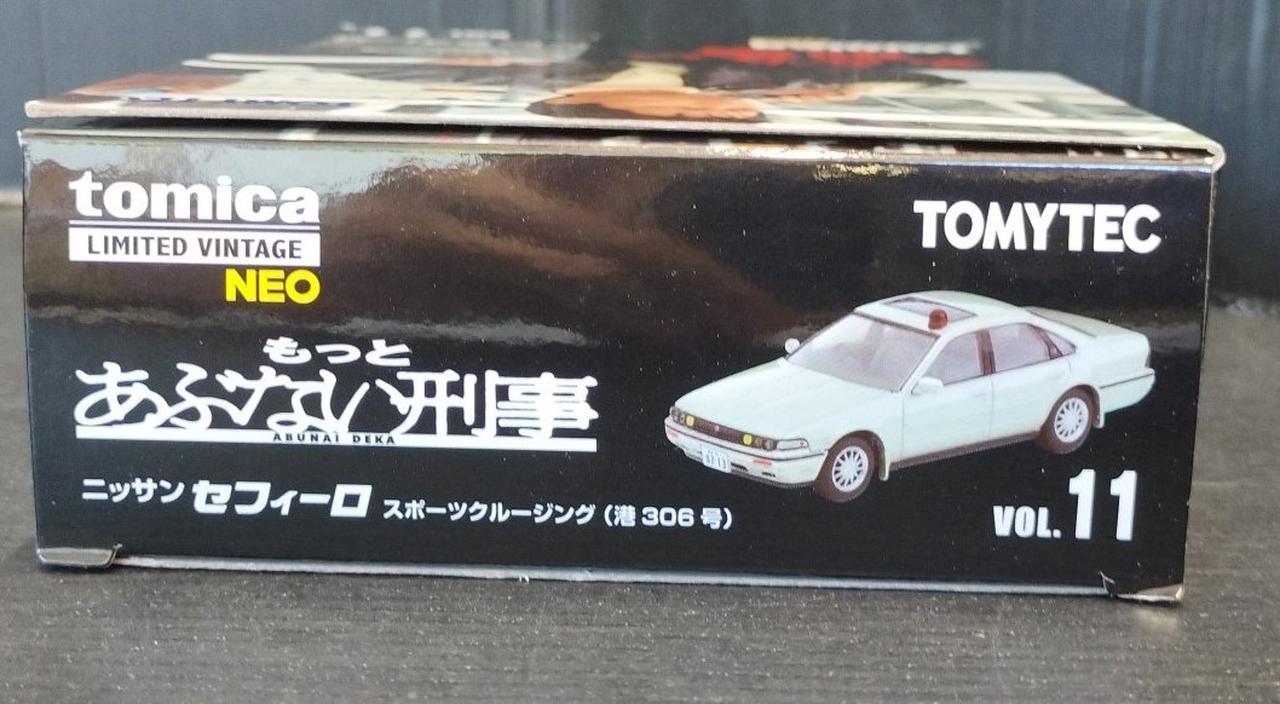 tomica
LIMITED VINTAGE
NEO
TOMYTEC
もっと
あぶない刑事
ABUNAI DEKA
ニッサン セフィーロ スポーツクルージング (港 306 号)
VOL. 11